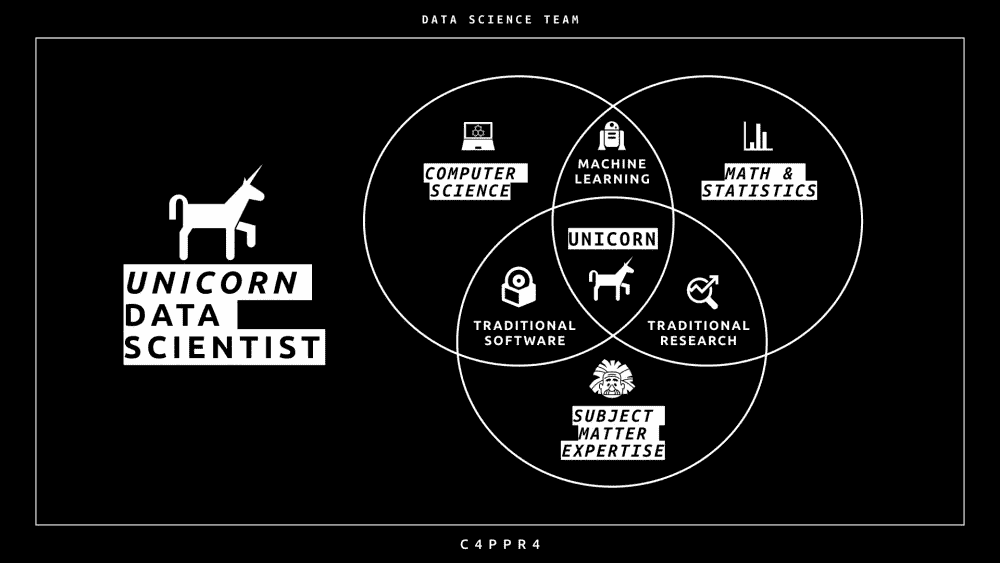 DATA SCIENCE TEAM
UNICORN
DATA
SCIENTIST
COMPUTER
SCIENCE
MACHINE
LEARNING
MATH &
STATISTICS
UNICORN
TRADITIONAL
SOFTWARE
TRADITIONAL
RESEARCH
SUBJECT
MATTER
EXPERTISE
C4PPR4